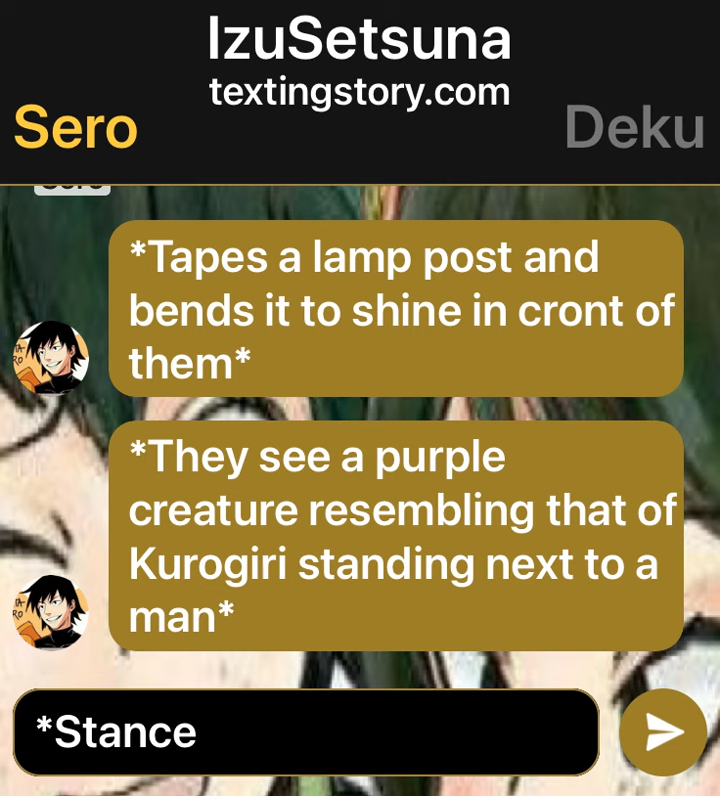 IzuSetsuna
textingstory.com
Sero
Deku
*Tapes a lamp post and
bends it to shine in cront of
them*
*They see a purple
creature resembling that of
Kurogiri standing next to a
man*
*Stance